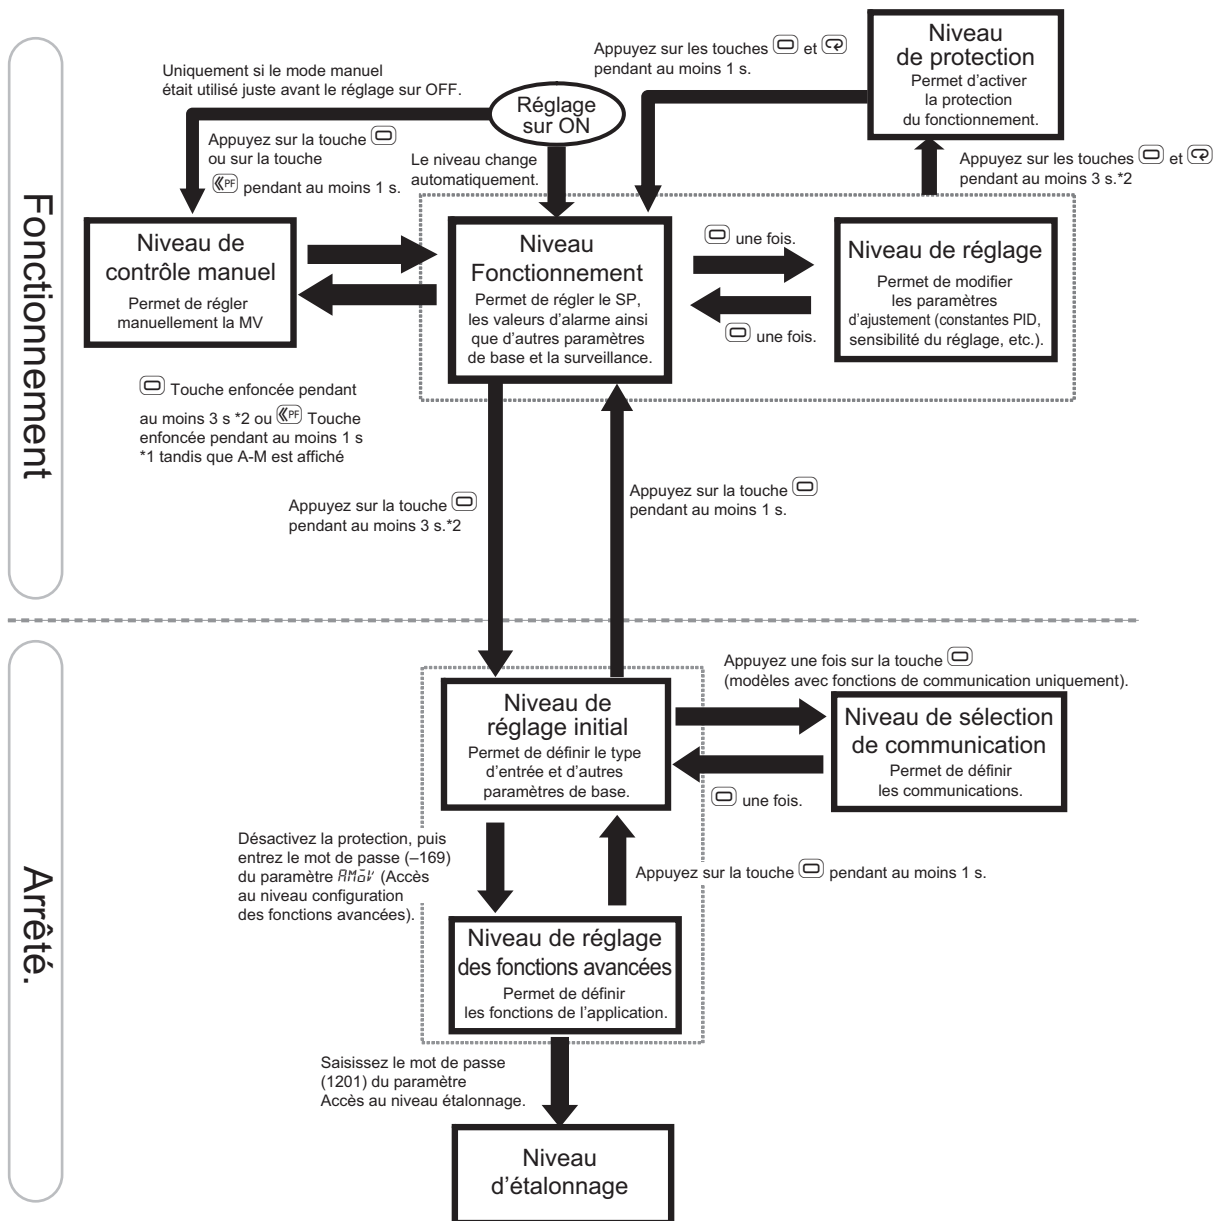 Fonctionnement
Uniquement si le mode manuel
était utilisé juste avant le réglage sur OFF.
Réglage
sur ON
Appuyez sur les touches et
pendant au moins 1 s.
Niveau
de protection
Permet d'activer
la protection
du fonctionnement.
Appuyez sur la touche
ou sur la touche
PF pendant au moins 1 s.
Le niveau change
automatiquement.
Appuyez sur les touches et
pendant au moins 3 s.*2
Niveau de
contrôle manuel
Permet de régler
manuellement la MV
Niveau
Fonctionnement
Permet de régler le SP,
les valeurs d'alarme ainsi
que d'autres paramètres
de base et la surveillance.
une fois.
une fois.
Niveau de réglage
Permet de modifier
les paramètres
d'ajustement (constantes PID,
sensibilité du réglage, etc.).
Touche enfoncée pendant
au moins 3 s *2 ou PF Touche
enfoncée pendant au moins 1 s
*1 tandis que A-M est affiché
Appuyez sur la touche
pendant au moins 3 s.*2
Appuyez sur la touche
pendant au moins 1 s.
Arrêté.
Niveau de
réglage initial
Permet de définir le type
d'entrée et d'autres
paramètres de base.
Appuyez une fois sur la touche
(modèles avec fonctions de communication uniquement).
Niveau de sélection
de communication
Permet de définir
les communications.
une fois.
Désactivez la protection, puis
entrez le mot de passe (–169)
du paramètre AMoV (Accès
au niveau configuration
des fonctions avancées).
Appuyez sur la touche pendant au moins 1 s.
Niveau de réglage
des fonctions avancées
Permet de définir
les fonctions de l'application.
Saisissez le mot de passe
(1201) du paramètre
Accès au niveau étalonnage.
Niveau
d'étalonnage